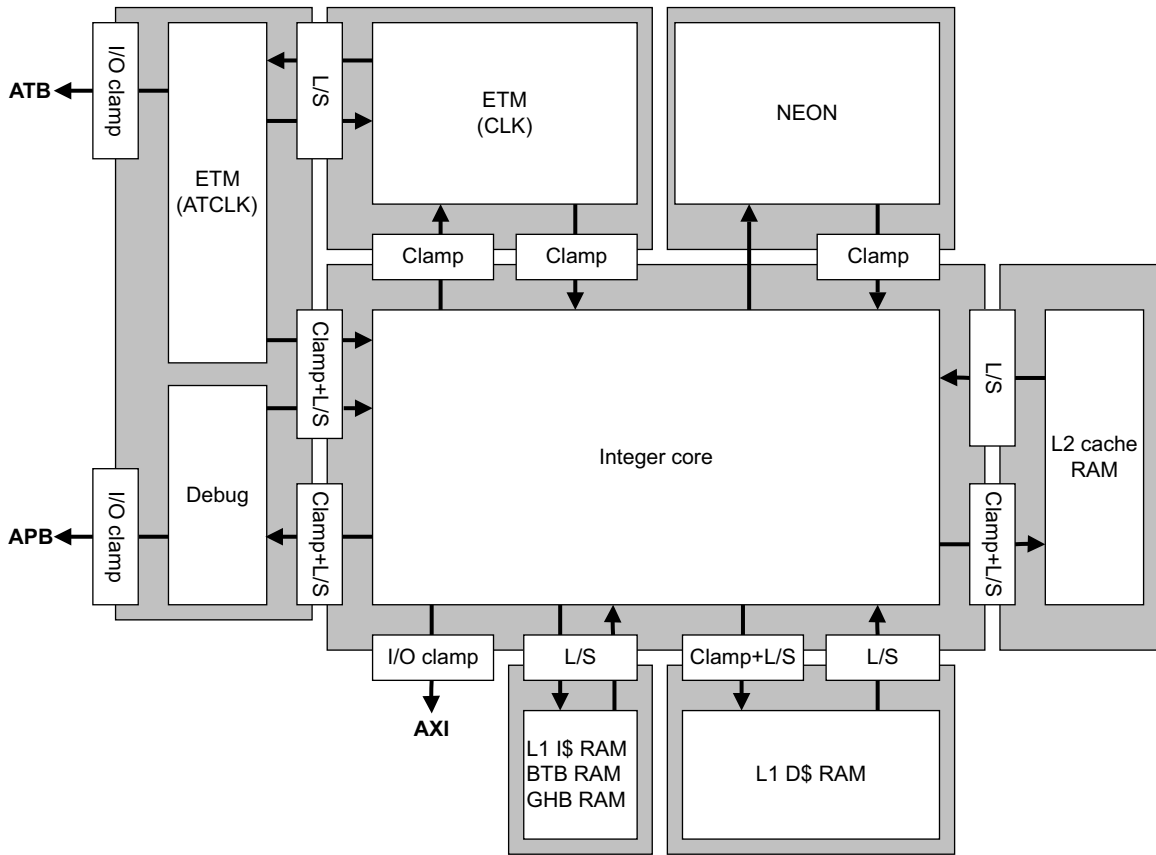 I/O clamp
L/S
ETM
(CLK)
NEON
ATB
ETM
(ATCLK)
Clamp
Clamp
Clamp
Clamp+L/S
L/S
Integer core
L2 cache
RAM
Debug
I/O clamp
Clamp+L/S
Clamp+L/S
APB
I/O clamp
L/S
Clamp+L/S
L/S
AXI
L1 I$ RAM
BTB RAM
GHB RAM
L1 D$ RAM